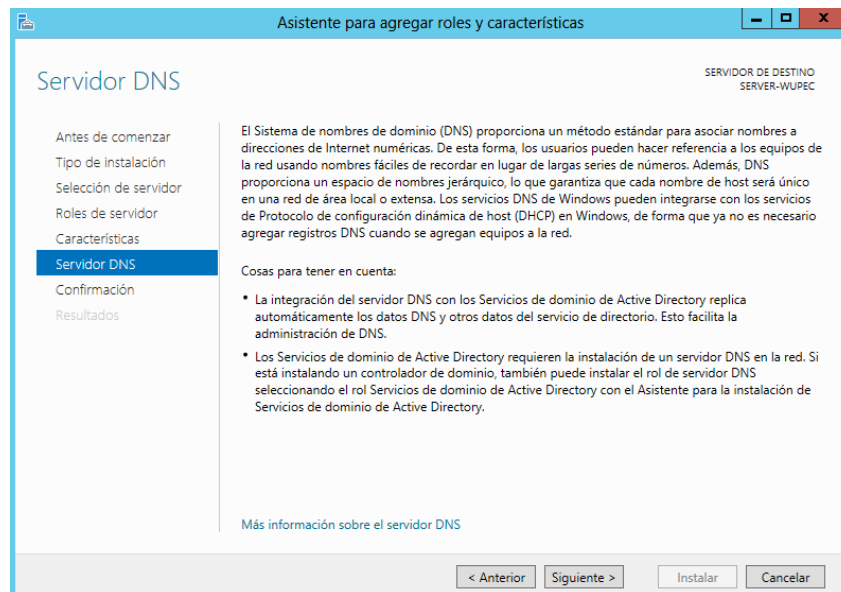 Asistente para agregar roles y características
Servidor DNS
SERVIDOR DE DESTINO
SERVER-WUPEC
Antes de comenzar
Tipo de instalación
Selección de servidor
Roles de servidor
Características
Servidor DNS
Confirmación
Resultados
El Sistema de nombres de dominio (DNS) proporciona un método estándar para asociar nombres a
direcciones de Internet numéricas. De esta forma, los usuarios pueden hacer referencia a los equipos de
la red usando nombres fáciles de recordar en lugar de largas series de números. Además, DNS
proporciona un espacio de nombres jerárquico, lo que garantiza que cada nombre de host será único
en una red de área local o extensa. Los servicios DNS de Windows pueden integrarse con los servicios
de Protocolo de configuración dinámica de host (DHCP) en Windows, de forma que ya no es necesario
agregar registros DNS cuando se agregan equipos a la red.
Cosas para tener en cuenta:
• La integración del servidor DNS con los Servicios de dominio de Active Directory replica
automáticamente los datos DNS y otros datos del servicio de directorio. Esto facilita la
administración de DNS.
• Los Servicios de dominio de Active Directory requieren la instalación de un servidor DNS en la red. Si
está instalando un controlador de dominio, también puede instalar el rol de servidor DNS
seleccionando el rol Servicios de dominio de Active Directory con el Asistente para la instalación de
Servicios de dominio de Active Directory.
Más información sobre el servidor DNS
< Anterior
Siguiente >
Instalar
Cancelar